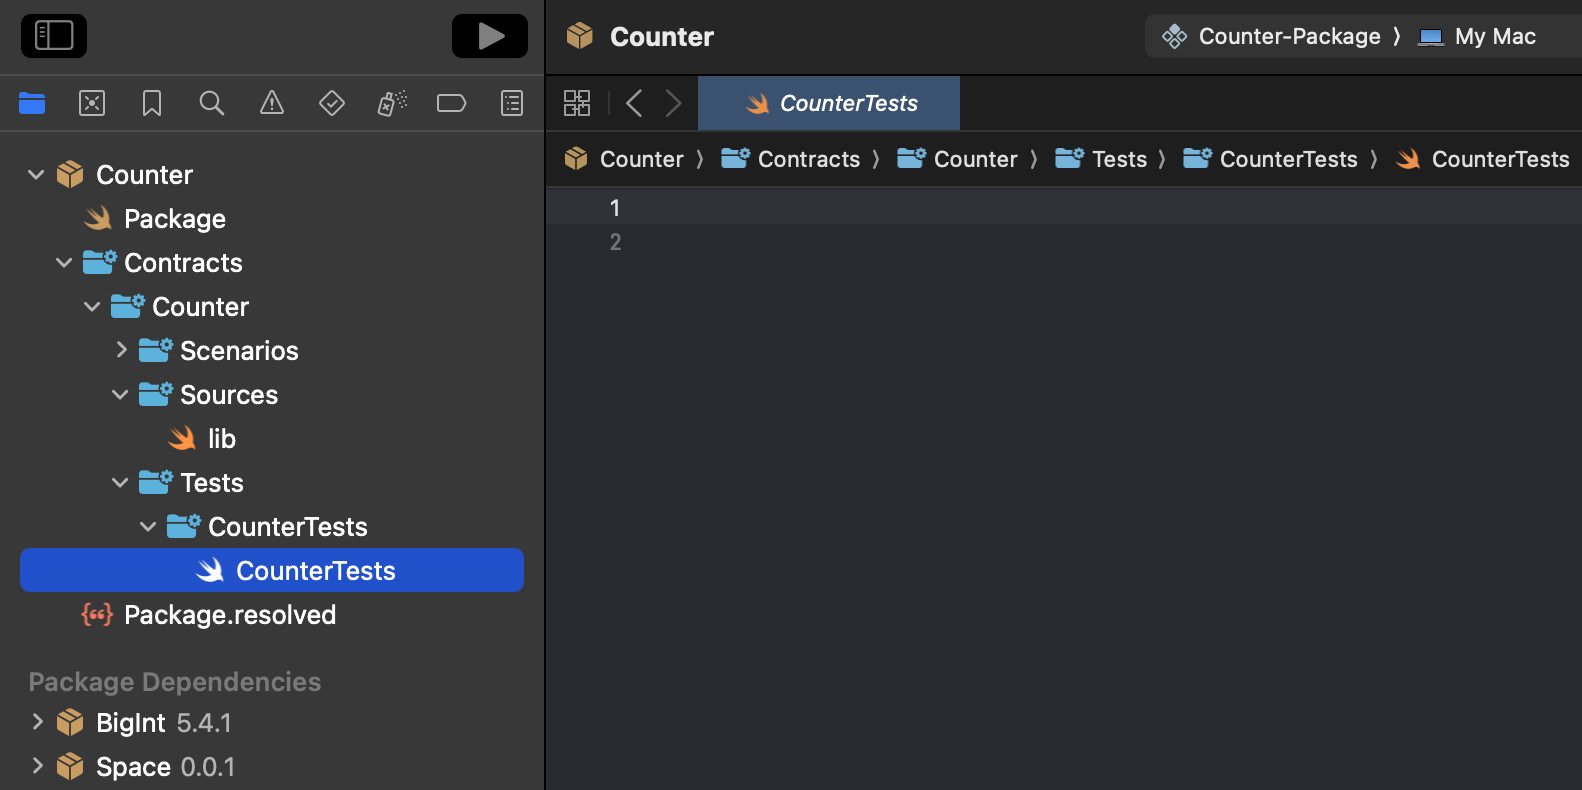 Counter
Counter-Package
My Mac
CounterTests
Counter
Contracts
Counter
Tests
CounterTests
CounterTests
Counter
Package
Contracts
Counter
Scenarios
Sources
lib
Tests
CounterTests
CounterTests
Package.resolved
Package Dependencies
BigInt 5.4.1
Space 0.0.1
1
2